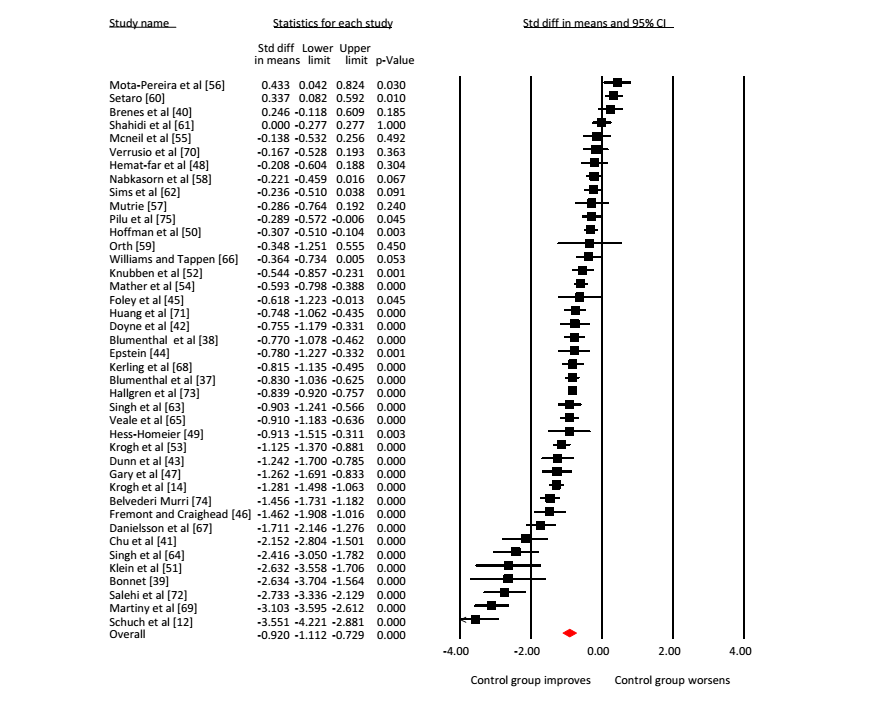 Study name Statistics for each study Std diff in means and 95% CI
Std diff Lower Upper
in means limit limit p-Value
Mota-Pereira et al [56] 0.433 0.042 0.824 0.030
Setaro [60] 0.337 0.082 0.592 0.010
Brenes et al [40] 0.246 -0.118 0.609 0.185
Shahidi et al [61] 0.000 -0.277 0.277 1.000
Mcneil et al [55] -0.138 -0.532 0.256 0.492
Verrusio et al [70] -0.167 -0.528 0.193 0.363
Hemat-far et al [48] -0.208 -0.604 0.188 0.304
Nabkasorn et al [58] -0.221 -0.459 0.016 0.067
Sims et al [62] -0.236 -0.510 0.038 0.091
Mutrie [57] -0.286 -0.764 0.192 0.240
Pilu et al [75] -0.289 -0.572 -0.006 0.045
Hoffman et al [50] -0.307 -0.510 -0.104 0.003
Orth [59] -0.348 -1.251 0.555 0.450
Williams and Tappen [66] -0.364 -0.734 0.005 0.053
Knubben et al [52] -0.544 -0.857 -0.231 0.001
Mather et al [54] -0.593 -0.798 -0.388 0.000
Foley et al [45] -0.618 -1.223 -0.013 0.045
Huang et al [71] -0.748 -1.062 -0.435 0.000
Doyne et al [42] -0.755 -1.179 -0.331 0.000
Blumenthal et al [38] -0.770 -1.078 -0.462 0.000
Epstein [44] -0.780 -1.227 -0.332 0.001
Kerling et al [68] -0.815 -1.135 -0.495 0.000
Blumenthal et al [37] -0.830 -1.036 -0.625 0.000
Hallgren et al [73] -0.839 -0.920 -0.757 0.000
Singh et al [63] -0.903 -1.241 -0.566 0.000
Veale et al [65] -0.910 -1.183 -0.636 0.000
Hess-Homeier [49] -0.913 -1.515 -0.311 0.003
Krogh et al [53] -1.125 -1.370 -0.881 0.000
Dunn et al [43] -1.242 -1.700 -0.785 0.000
Gary et al [47] -1.262 -1.691 -0.833 0.000
Krogh et al [14] -1.281 -1.498 -1.063 0.000
Belvederi Murri [74] -1.456 -1.731 -1.182 0.000
Fremont and Craighead [46] -1.462 -1.908 -1.016 0.000
Danielsson et al [67] -1.711 -2.146 -1.276 0.000
Chu et al [41] -2.152 -2.804 -1.501 0.000
Singh et al [64] -2.416 -3.050 -1.782 0.000
Klein et al [51] -2.632 -3.558 -1.706 0.000
Bonnet [39] -2.634 -3.704 -1.564 0.000
Salehi et al [72] -2.733 -3.336 -2.129 0.000
Martiny et al [69] -3.103 -3.595 -2.612 0.000
Schuch et al [12] -3.551 -4.221 -2.881 0.000
Overall -0.920 -1.112 -0.729 0.000
-4.00 -2.00 0.00 2.00 4.00
Control group improves Control group worsens